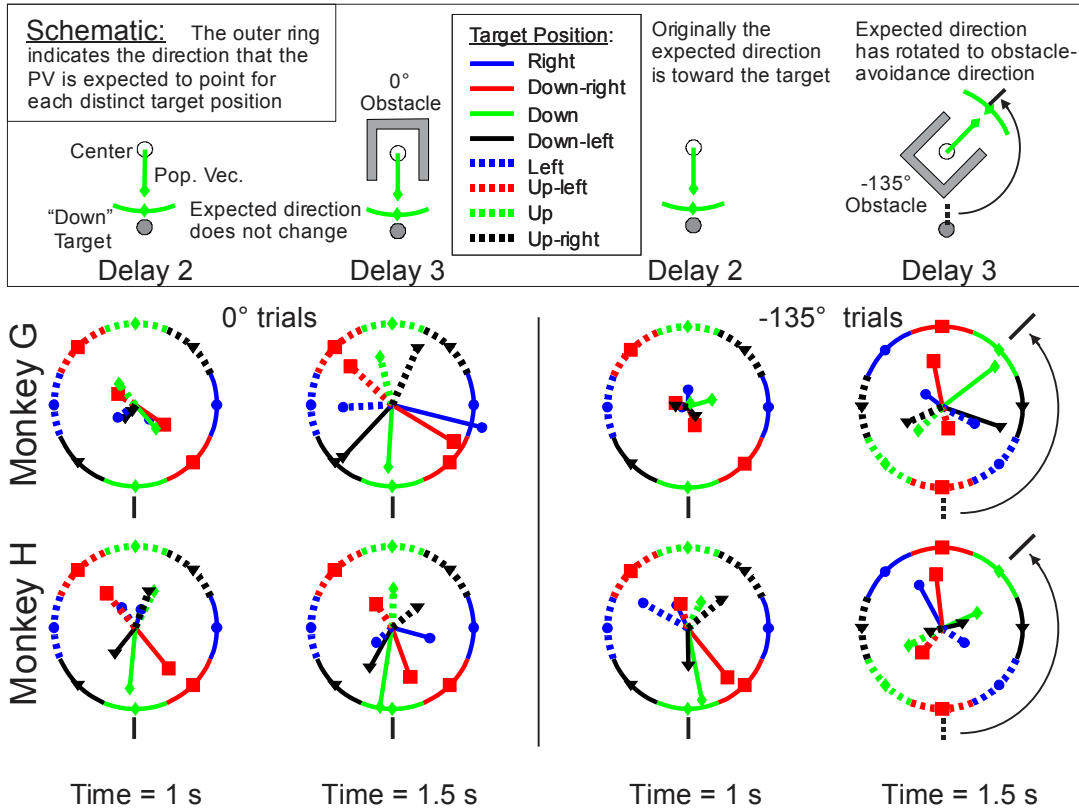 Schematic: The outer ring
indicates the direction that the
PV is expected to point for
each distinct target position
0°
Obstacle
Center
Pop. Vec.
"Down"
Target
Expected direction
does not change
Delay 2
Delay 3
Target Position:
Right
Down-right
Down
Down-left
Left
Up-left
Up
Up-right
Originally the
expected direction
is toward the target
Expected direction
has rotated to obstacle-
avoidance direction
-135°
Obstacle
Delay 2
Delay 3
0° trials
-135° trials
Monkey G
Monkey H
Time = 1 s
Time = 1.5 s
Time = 1 s
Time = 1.5 s